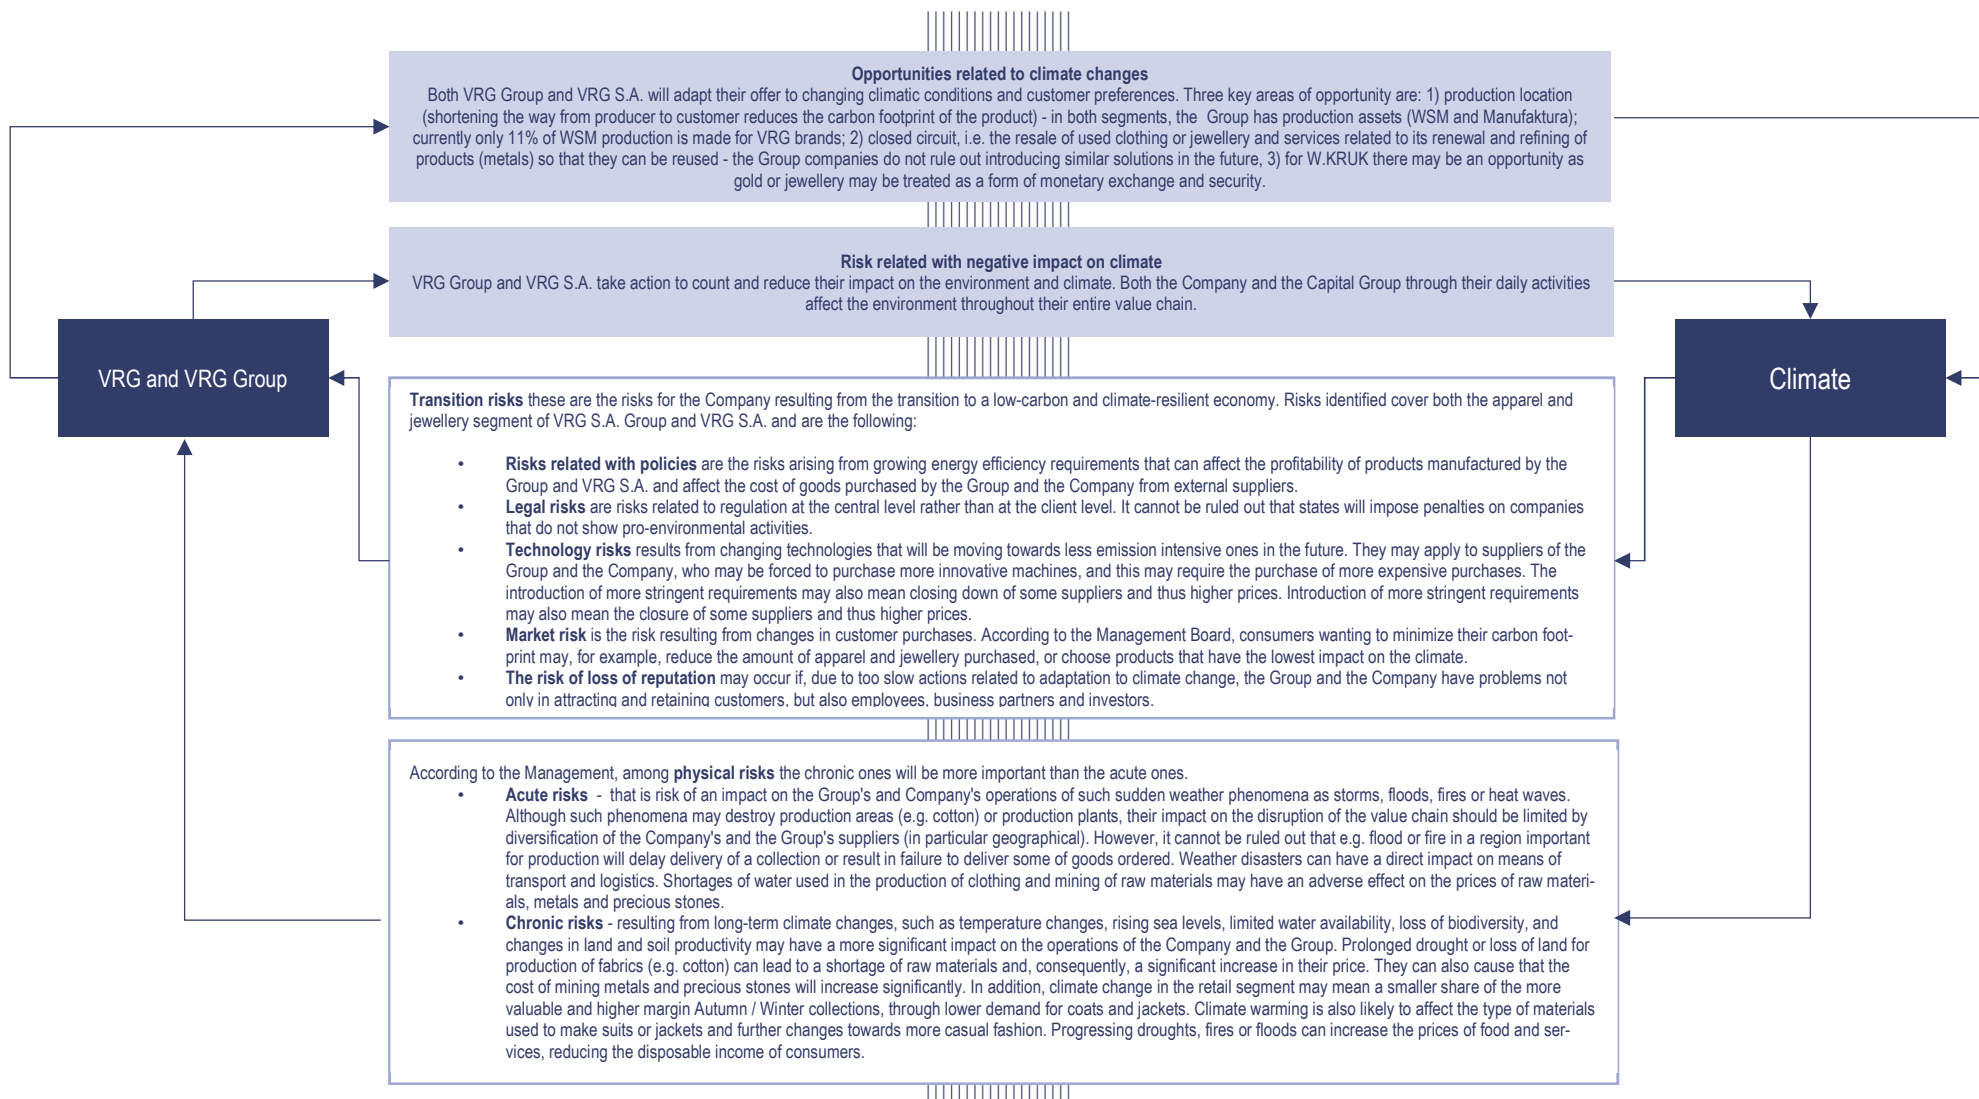 Opportunities related to climate changes
Both VRG Group and VRG S.A. will adapt their offer to changing climatic conditions and customer preferences. Three key areas of opportunity are: 1) production location
(shortening the way from producer to customer reduces the carbon footprint of the product) - in both segments, the Group has production assets (WSM and Manufaktura);
currently only 11% of WSM production is made for VRG brands; 2) closed circuit, i.e. the resale of used clothing or jewellery and services related to its renewal and refining of
products (metals) so that they can be reused - the Group companies do not rule out introducing similar solutions in the future, 3) for W.KRUK there may be an opportunity as
gold or jewellery may be treated as a form of monetary exchange and security.
Risk related with negative impact on climate
VRG Group and VRG S.A. take action to count and reduce their impact on the environment and climate. Both the Company and the Capital Group through their daily activities
affect the environment throughout their entire value chain.
VRG and VRG Group
Climate
Transition risks these are the risks for the Company resulting from the transition to a low-carbon and climate-resilient economy. Risks identified cover both the apparel and
jewellery segment of VRG S.A. Group and VRG S.A. and are the following:
• Risks related with policies are the risks arising from growing energy efficiency requirements that can affect the profitability of products manufactured by the
Group and VRG S.A. and affect the cost of goods purchased by the Group and the Company from external suppliers.
• Legal risks are risks related to regulation at the central level rather than at the client level. It cannot be ruled out that states will impose penalties on companies
that do not show pro-environmental activities.
• Technology risks results from changing technologies that will be moving towards less emission intensive ones in the future. They may apply to suppliers of the
Group and the Company, who may be forced to purchase more innovative machines, and this may require the purchase of more expensive purchases. The
introduction of more stringent requirements may also mean closing down of some suppliers and thus higher prices. Introduction of more stringent requirements
may also mean the closure of some suppliers and thus higher prices.
• Market risk is the risk resulting from changes in customer purchases. According to the Management Board, consumers wanting to minimize their carbon foot-
print may, for example, reduce the amount of apparel and jewellery purchased, or choose products that have the lowest impact on the climate.
• The risk of loss of reputation may occur if, due to too slow actions related to adaptation to climate change, the Group and the Company have problems not
only in attracting and retaining customers, but also employees, business partners and investors.
According to the Management, among physical risks the chronic ones will be more important than the acute ones.
• Acute risks - that is risk of an impact on the Group's and Company's operations of such sudden weather phenomena as storms, floods, fires or heat waves.
Although such phenomena may destroy production areas (e.g. cotton) or production plants, their impact on the disruption of the value chain should be limited by
diversification of the Company's and the Group's suppliers (in particular geographical). However, it cannot be ruled out that e.g. flood or fire in a region important
for production will delay delivery of a collection or result in failure to deliver some of goods ordered. Weather disasters can have a direct impact on means of
transport and logistics. Shortages of water used in the production of clothing and mining of raw materials may have an adverse effect on the prices of raw materi-
als, metals and precious stones.
• Chronic risks - resulting from long-term climate changes, such as temperature changes, rising sea levels, limited water availability, loss of biodiversity, and
changes in land and soil productivity may have a more significant impact on the operations of the Company and the Group. Prolonged drought or loss of land for
production of fabrics (e.g. cotton) can lead to a shortage of raw materials and, consequently, a significant increase in their price. They can also cause that the
cost of mining metals and precious stones will increase significantly. In addition, climate change in the retail segment may mean a smaller share of the more
valuable and higher margin Autumn / Winter collections, through lower demand for coats and jackets. Climate warming is also likely to affect the type of materials
used to make suits or jackets and further changes towards more casual fashion. Progressing droughts, fires or floods can increase the prices of food and ser-
vices, reducing the disposable income of consumers.